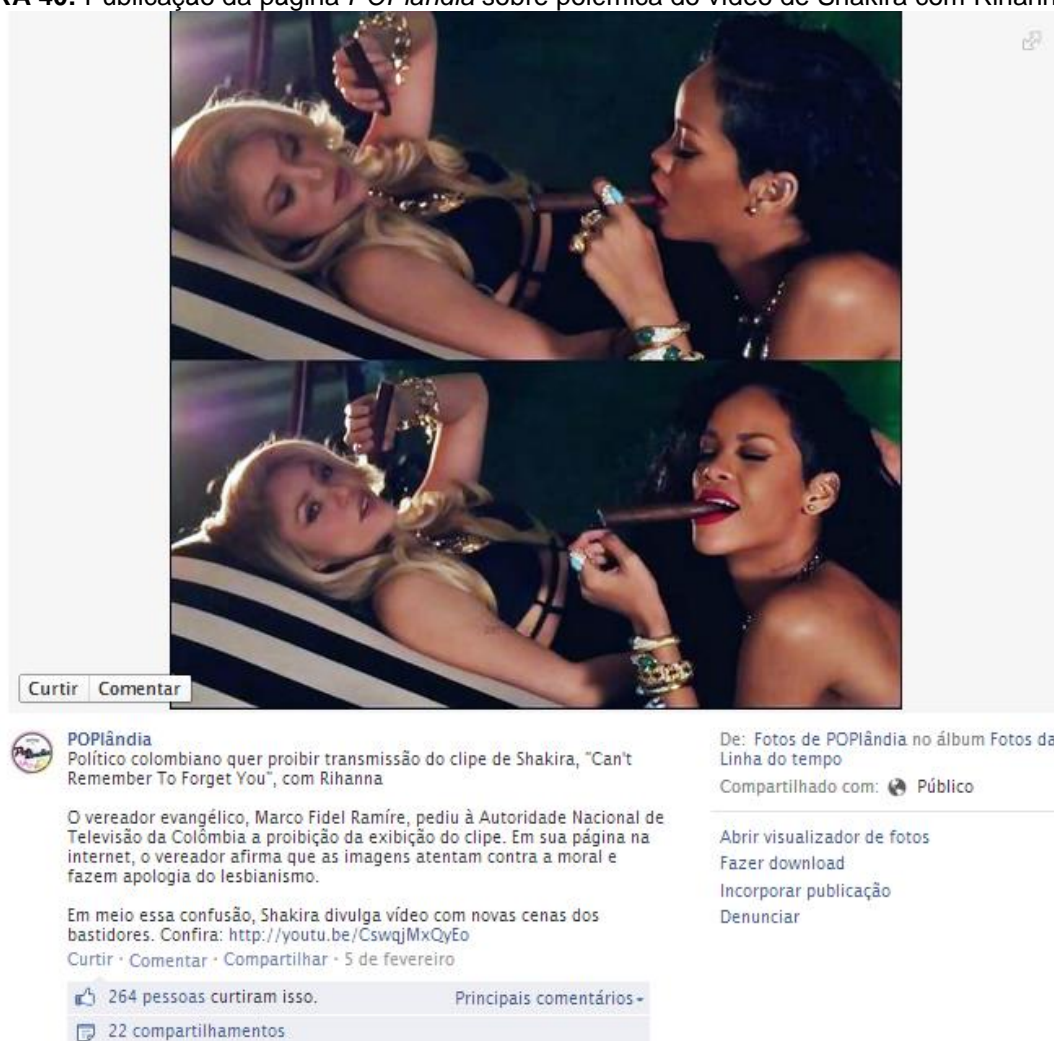 RA 40. Publicação da página POPlândia sobre polêmica do vídeo de Shakira com Rihann
Curtir Comentar
POPlândia
Político colombiano quer proibir transmissão do clipe de Shakira, "Can't
Remember To Forget You", com Rihanna
O vereador evangélico, Marco Fidel Ramíre, pediu à Autoridade Nacional de
Televisão da Colômbia a proibição da exibição do clipe. Em sua página na
internet, o vereador afirma que as imagens atentam contra a moral e
fazem apologia do lesbianismo.
Em meio essa confusão, Shakira divulga vídeo com novas cenas dos
bastidores. Confira: http://youtu.be/CswqjMxQyEo
Curtir · Comentar · Compartilhar · 5 de fevereiro
264 pessoas curtiram isso.
Principais comentários
22 compartilhamentos
De: Fotos de POPlândia no álbum Fotos da
Linha do tempo
Compartilhado com: Público
Abrir visualizador de fotos
Fazer download
Incorporar publicação
Denunciar